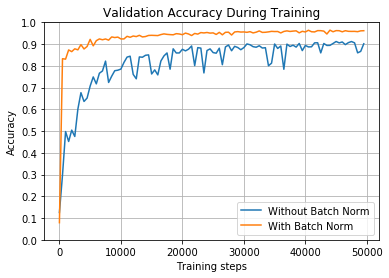 Validation Accuracy During Training
1.0
0.9
0.8
0.7
0.6
0.5
0.4
0.3
0.2
0.1
0.0
Accuracy
Without Batch Norm
With Batch Norm
0 10000 20000 30000 40000 50000
Training steps